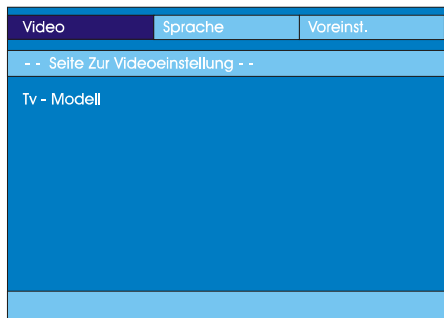 Video Sprache Voreinst.
- - Seite Zur Videoeinstellung - -
Tv - Modell